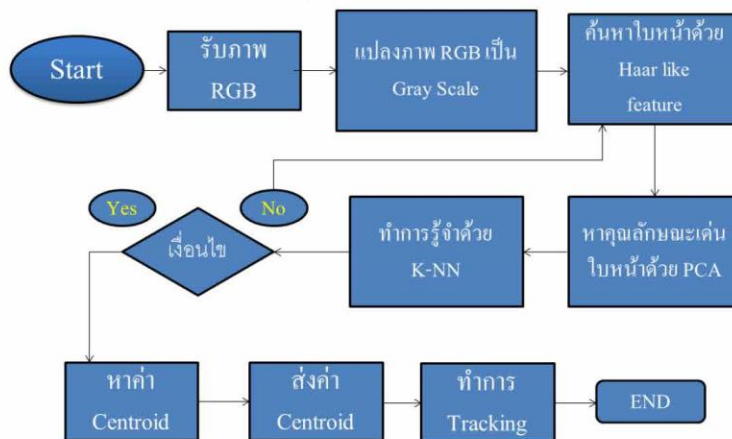 Start
รับภาพ
RGB
แปลงภาพ RGB เป็น
Gray Scale
ค้นหาใบหน้าด้วย
Haar like
feature
หาคุณลักษณะเด่น
ใบหน้าด้วย PCA
ทำการรู้จำด้วย
K-NN
เงื่อนไข
Yes
No
หาค่า
Centroid
ส่งค่า
Centroid
ทำการ
Tracking
END